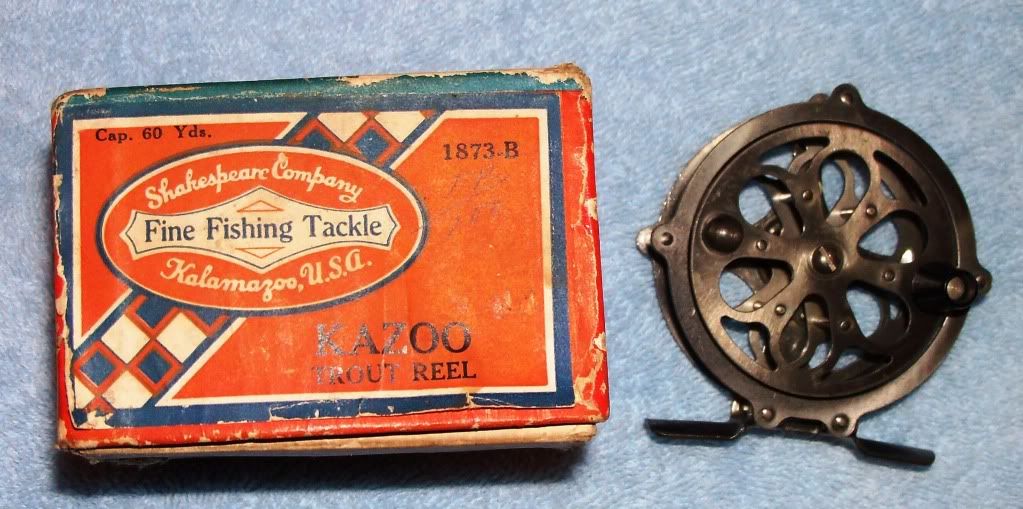 Cap. 60 Yds.
1873-B
Shakespeare Company
Fine Fishing Tackle
Kalamazoo, U.S.A.
KAZOO
TROUT REEL